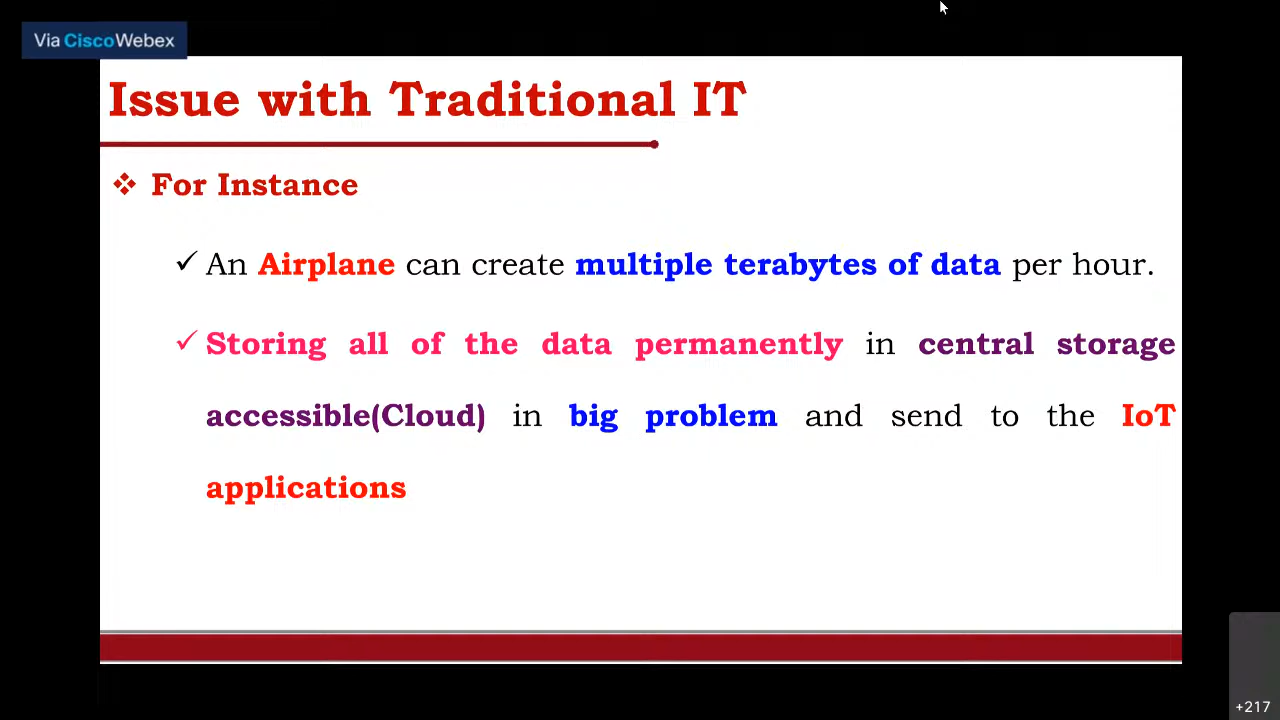 Via CiscoWebex
Issue with Traditional IT
❖ For Instance
✓ An Airplane can create multiple terabytes of data per hour.
✓ Storing all of the data permanently in central storage
accessible(Cloud) in big problem and send to the IoT
applications
+217